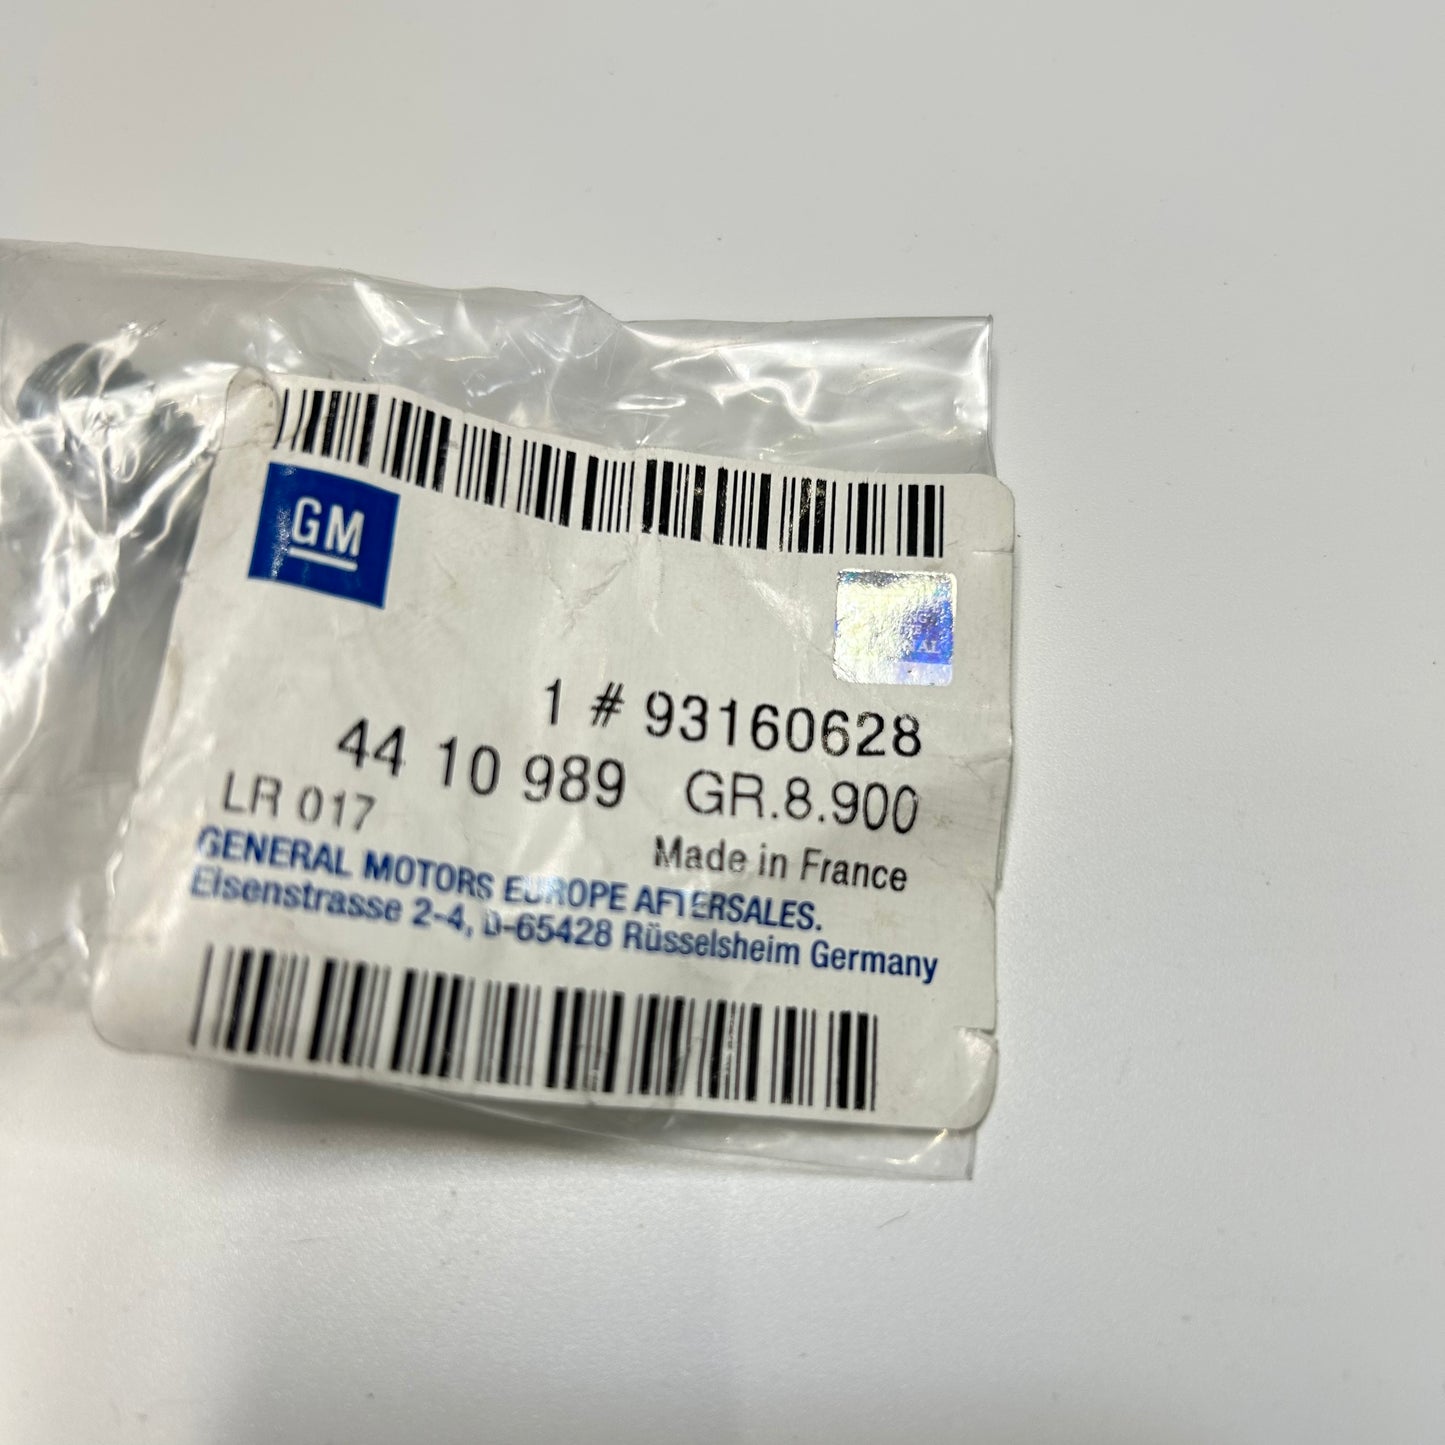 GM
1 # 93160628
44 10 989 GR.8.900
LR 017
Made in France
GENERAL MOTORS EUROPE AFTERSALES.
Eisenstrasse 2-4, D-65428 Rüsselsheim Germany